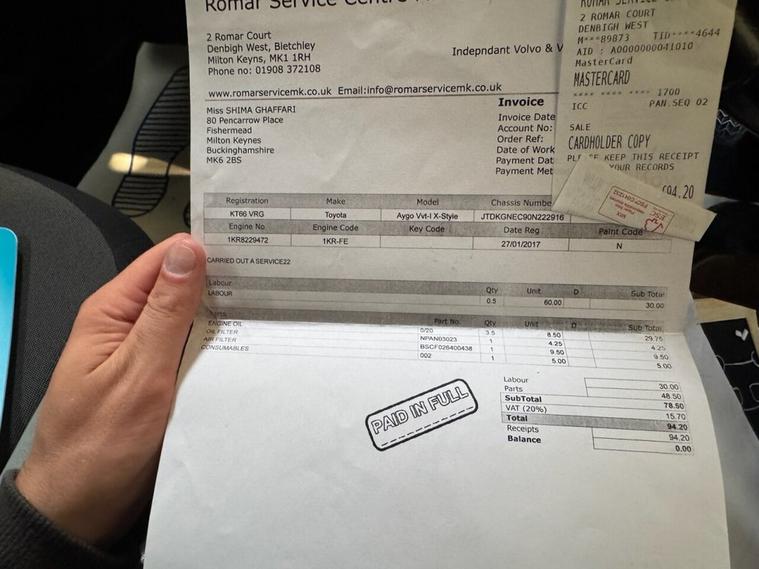 Romar Service Centre
2 Romar Court
Denbigh West, Bletchley
Milton Keyns, MK1 1RH
Phone no: 01908 372108
Indepndant Volvo & V
www.romarservicemk.co.uk Email:info@romarservicemk.co.uk
Miss SHIMA GHAFFARI
80 Pencarrow Place
Fishermead
Milton Keynes
Buckinghamshire
MK6 2BS
Invoice
Invoice Date
Account No:
Order Ref:
Date of Work
Payment Dat
Payment Met
2 ROMAR COURT
DENBIGH WEST
M***89873 TID****4644
AID : A0000000041010
MasterCard
MASTERCARD
**** **** **** 1700
ICC PAN.SEQ 02
SALE
CARDHOLDER COPY
KEEP THIS RECEIPT
YOUR RECORDS
£94.20
Registration Make Model Chassis Numbe
KT66 VRG Toyota Aygo Vvt-I X-Style JTDKGNEC90N222916
Engine No Engine Code Key Code Date Reg Paint Code
1KR8229472 1KR-FE 27/01/2017 N
CARRIED OUT A SERVICE22
Labour Qty Unit D Sub Total
LABOUR 0.5 60.00 30.00
Part No. Qty Unit D Sub Total
ENGINE OIL 0/20 3.5 8.50 29.75
OIL FILTER NPAN03023 1 4.25 4.25
AIR FILTER BSCF026400438 1 9.50 9.50
CONSUMABLES 002 1 5.00 5.00
PAID IN FULL
Labour 30.00
Parts 48.50
SubTotal 78.50
VAT (20%) 15.70
Total 94.20
Receipts 94.20
Balance 0.00